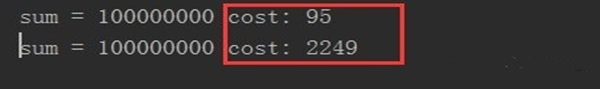 sum = 100000000 cost: 95
sum = 100000000 cost: 2249